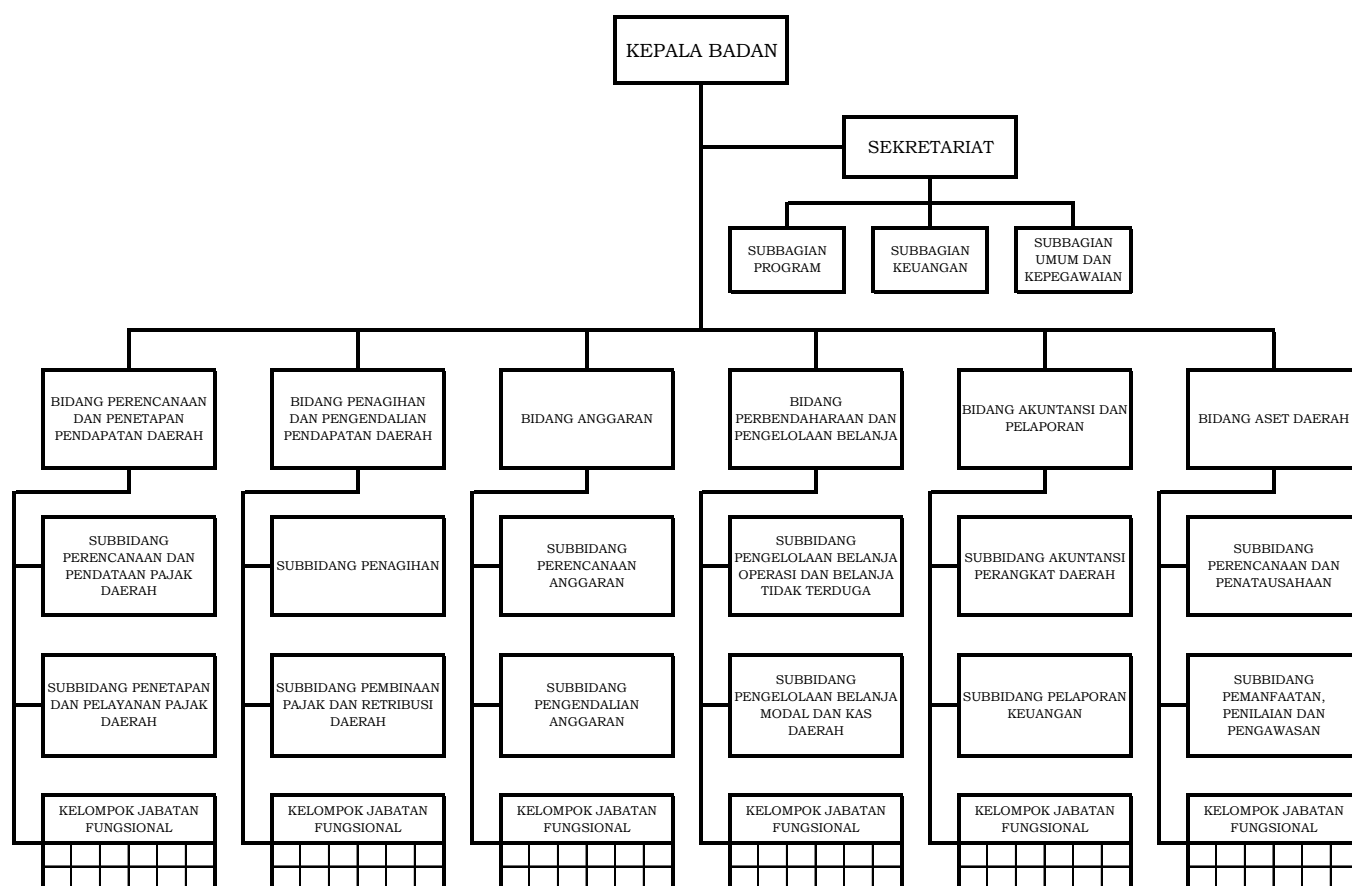 KEPALA BADAN
SEKRETARIAT
SUBBAGIAN
PROGRAM
SUBBAGIAN
KEUANGAN
SUBBAGIAN
UMUM DAN
KEPEGAWAIAN
BIDANG PERENCANAAN
DAN PENETAPAN
PENDAPATAN DAERAH
BIDANG PENAGIHAN
DAN PENGENDALIAN
PENDAPATAN DAERAH
BIDANG ANGGARAN
BIDANG
PERBENDAHARAAN DAN
PENGELOLAAN BELANJA
BIDANG AKUNTANSI DAN
PELAPORAN
BIDANG ASET DAERAH
SUBBIDANG
PERENCANAAN DAN
PENDATAAN PAJAK
DAERAH
SUBBIDANG PENAGIHAN
SUBBIDANG
PERENCANAAN
ANGGARAN
SUBBIDANG
PENGELOLAAN BELANJA
OPERASI DAN BELANJA
TIDAK TERDUGA
SUBBIDANG AKUNTANSI
PERANGKAT DAERAH
SUBBIDANG
PERENCANAAN DAN
PENATAUSAHAAN
SUBBIDANG PENETAPAN
DAN PELAYANAN PAJAK
DAERAH
SUBBIDANG PEMBINAAN
PAJAK DAN RETRIBUSI
DAERAH
SUBBIDANG
PENGENDALIAN
ANGGARAN
SUBBIDANG
PENGELOLAAN BELANJA
MODAL DAN KAS
DAERAH
SUBBIDANG PELAPORAN
KEUANGAN
SUBBIDANG
PEMANFAATAN,
PENILAIAN DAN
PENGAWASAN
KELOMPOK JABATAN
FUNGSIONAL
KELOMPOK JABATAN
FUNGSIONAL
KELOMPOK JABATAN
FUNGSIONAL
KELOMPOK JABATAN
FUNGSIONAL
KELOMPOK JABATAN
FUNGSIONAL
KELOMPOK JABATAN
FUNGSIONAL